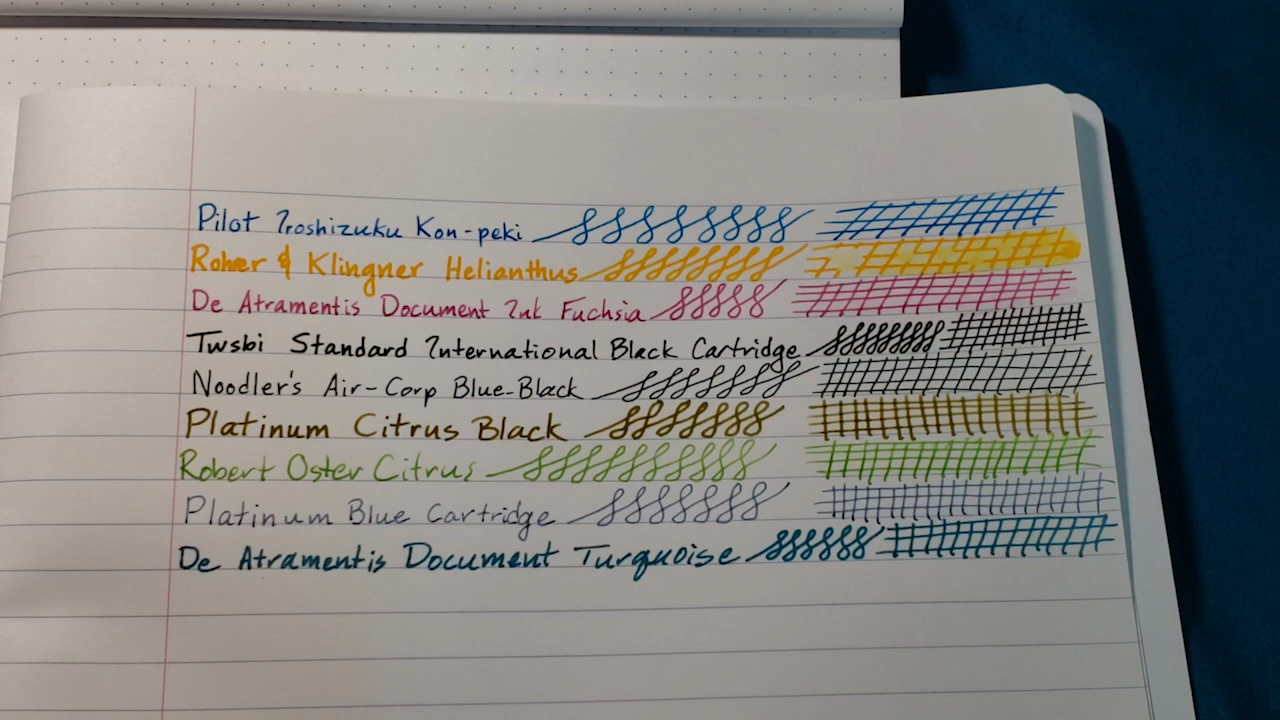 Pilot Iroshizuku Kon-peki
Roher & Klingner Helianthus
De Atramentis Document Ink Fuchsia
Twsbi Standard International Black Cartridge
Noodler's Air-Corp Blue-Black
Platinum Citrus Black
Robert Oster Citrus
Platinum Blue Cartridge
De Atramentis Document Turquoise